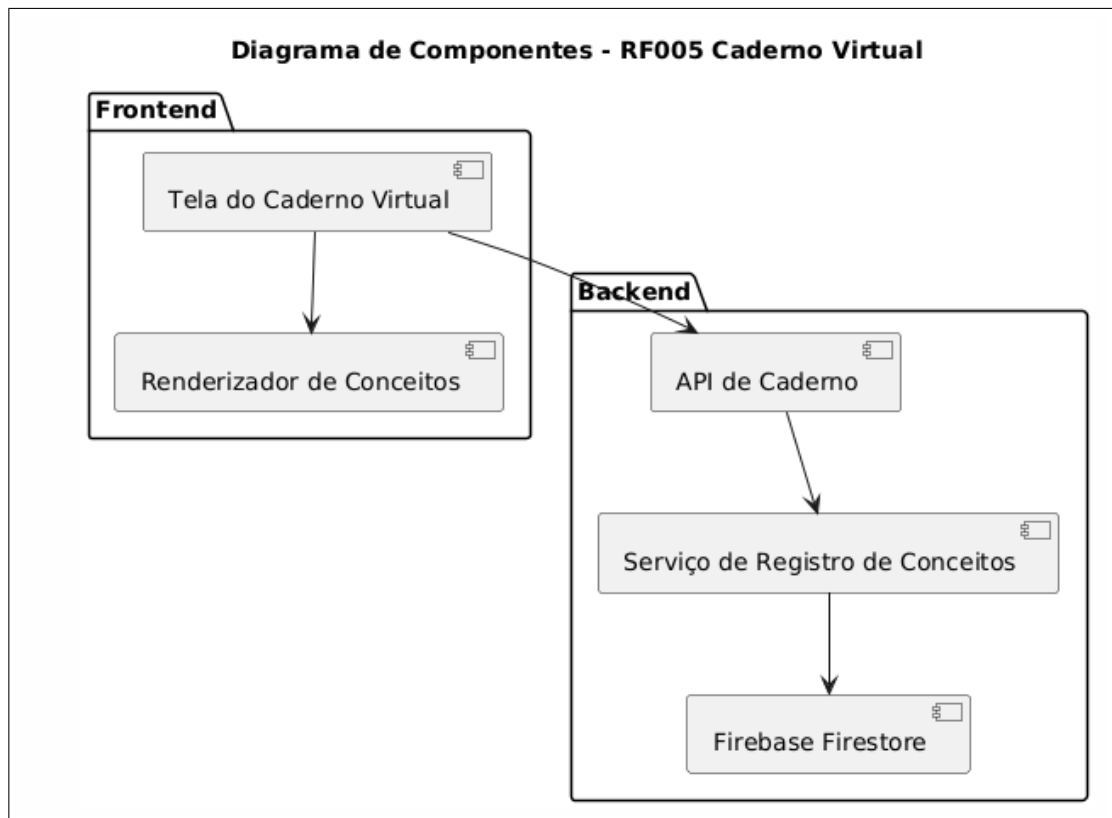 Diagrama de Componentes - RF005 Caderno Virtual
Frontend
Tela do Caderno Virtual
Renderizador de Conceitos
Backend
API de Caderno
Serviço de Registro de Conceitos
Firebase Firestore